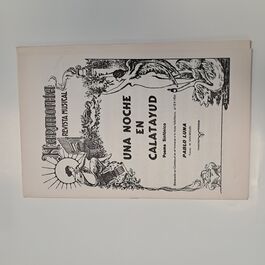 Harmonía
REVISTA MUSICAL
UNA NOCHE
EN
CALATAYUD
Poema Sinfónico
PABLO LUNA